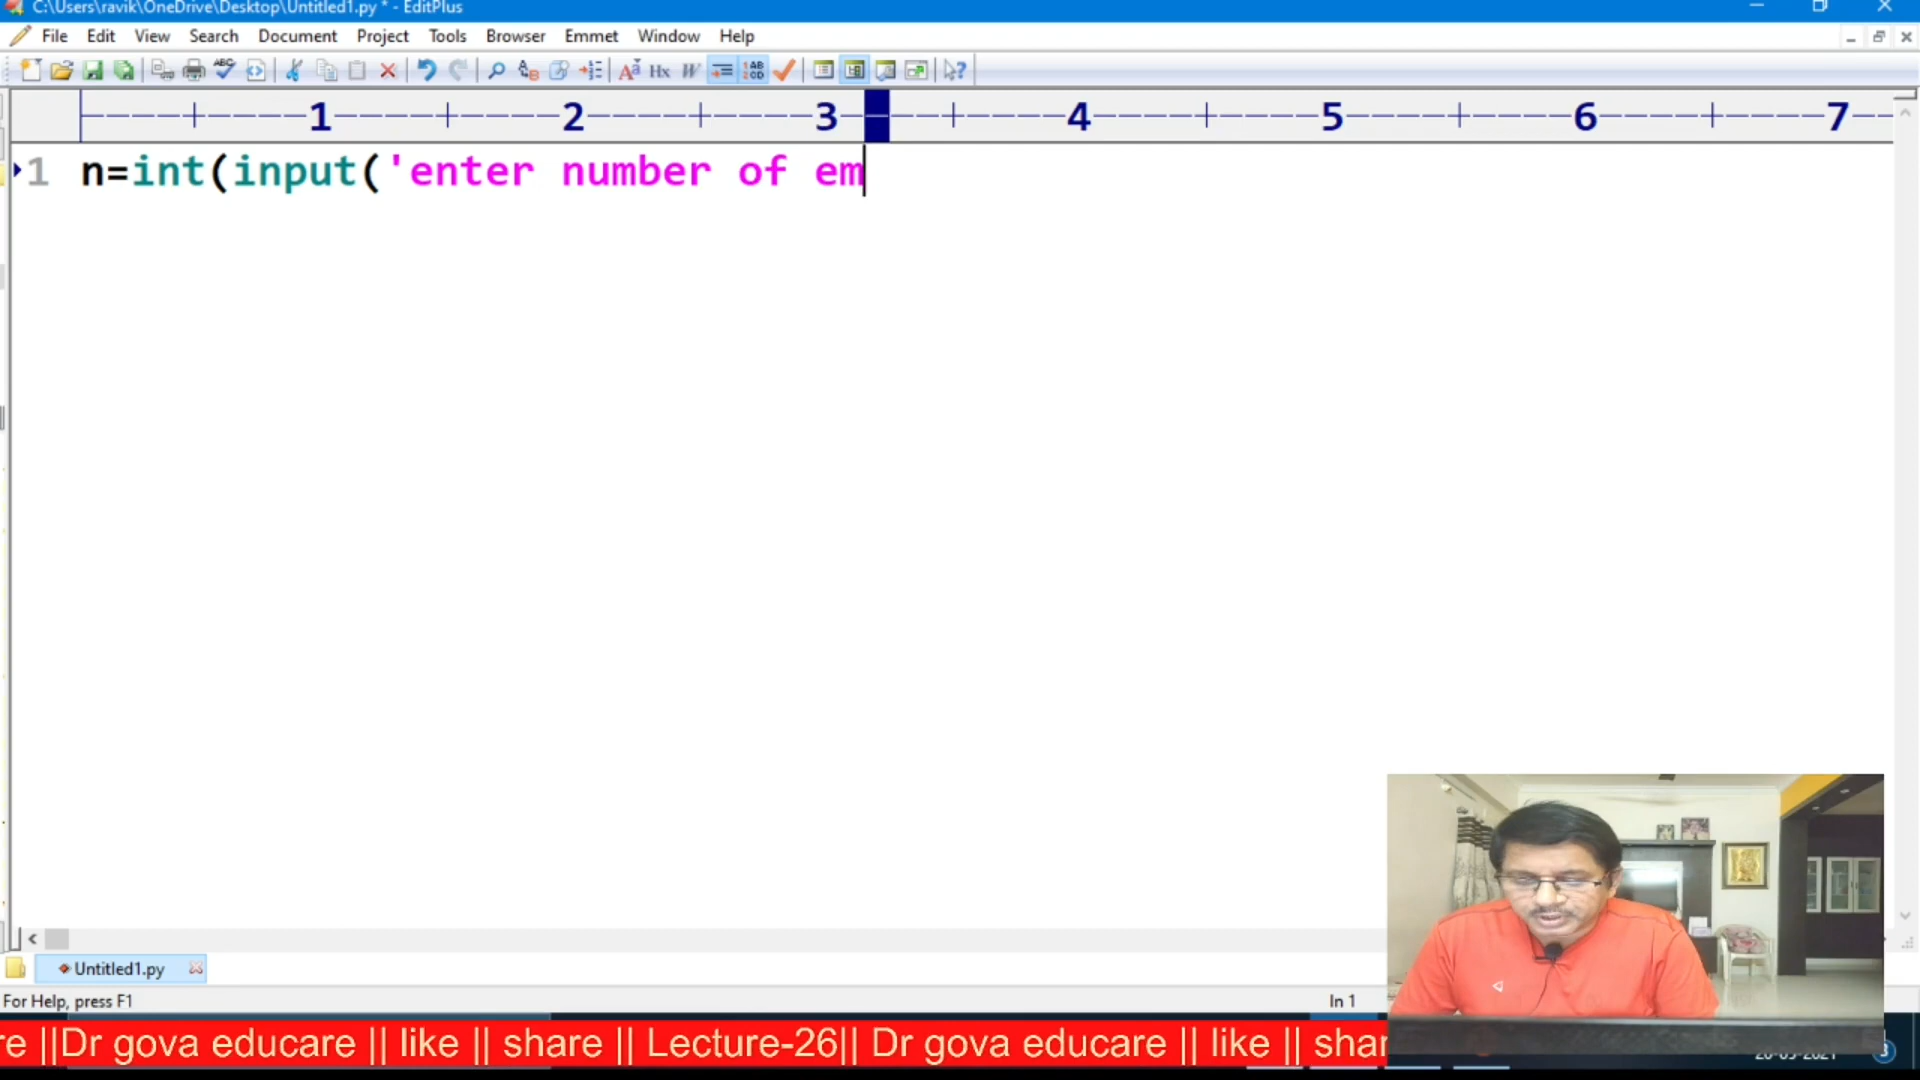 C:\Users\ravik\OneDrive\Desktop\Untitled1.py * - EditPlus
File Edit View Search Document Project Tools Browser Emmet Window Help
1 2 3 4 5 6 7
1 n=int(input('enter number of em
Untitled1.py
For Help, press F1
ln 1
re ||Dr gova educare || like || share || Lecture-26|| Dr gova educare || like || shar